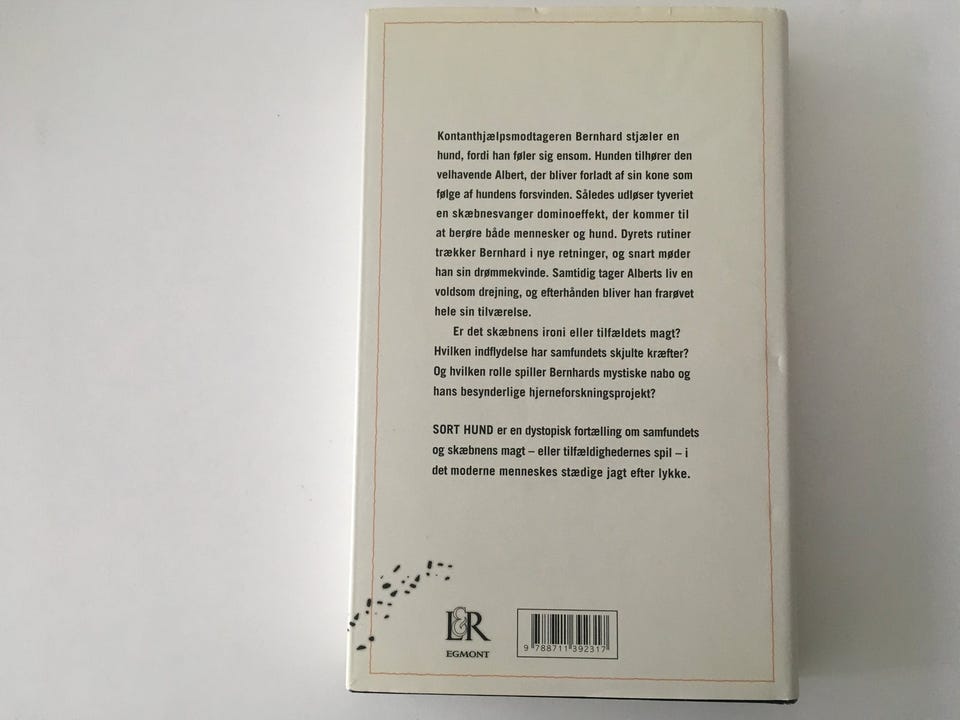 Kontanthjælpsmodtageren Bernhard stjæler en
hund, fordi han føler sig ensom. Hunden tilhører den
velhavende Albert, der bliver forladt af sin kone som
følge af hundens forsvinden. Således udløser tyveriet
en skæbnesvanger dominoeffekt, der kommer til
at berøre både mennesker og hund. Dyrets rutiner
trækker Bernhard i nye retninger, og snart møder
han sin drømmekvinde. Samtidig tager Alberts liv en
voldsom drejning, og efterhånden bliver han frarøvet
hele sin tilværelse.
Er det skæbnens ironi eller tilfældets magt?
Hvilken indflydelse har samfundets skjulte kræfter?
Og hvilken rolle spiller Bernhards mystiske nabo og
hans besynderlige hjerneforskningsprojekt?
SORT HUND er en dystopisk fortælling om samfundets
og skæbnens magt – eller tilfældighedernes spil – i
det moderne menneskes stædige jagt efter lykke.
L&R
EGMONT
9 788711 392317